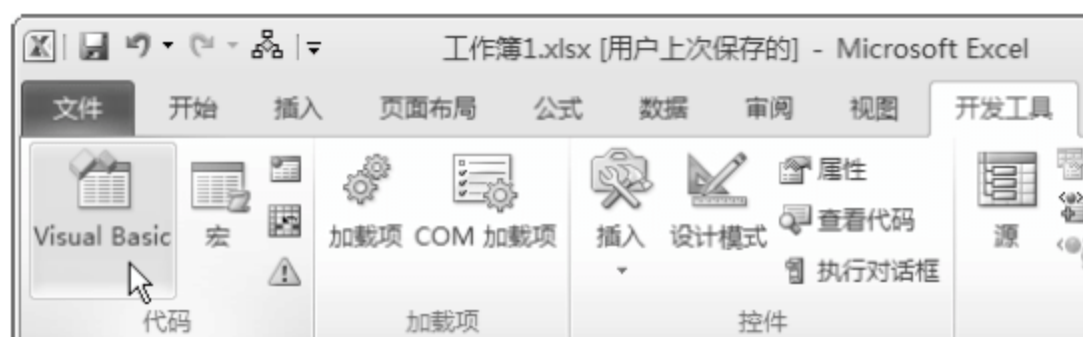 工作簿1.xlsx [用户上次保存的] - Microsoft Excel
文件 开始 插入 页面布局 公式 数据 审阅 视图 开发工具
属性
Visual Basic 宏 加载项 COM 加载项 插入 设计模式 查看代码 源
执行对话框
代码 加载项 控件